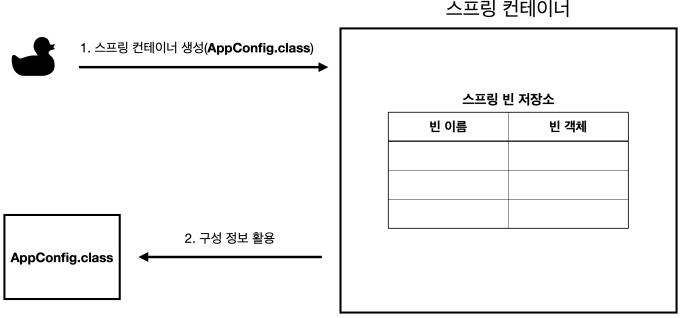 스프링 컨테이너
1. 스프링 컨테이너 생성(AppConfig.class)
스프링 빈 저장소
빈 이름 빈 객체
2. 구성 정보 활용
AppConfig.class